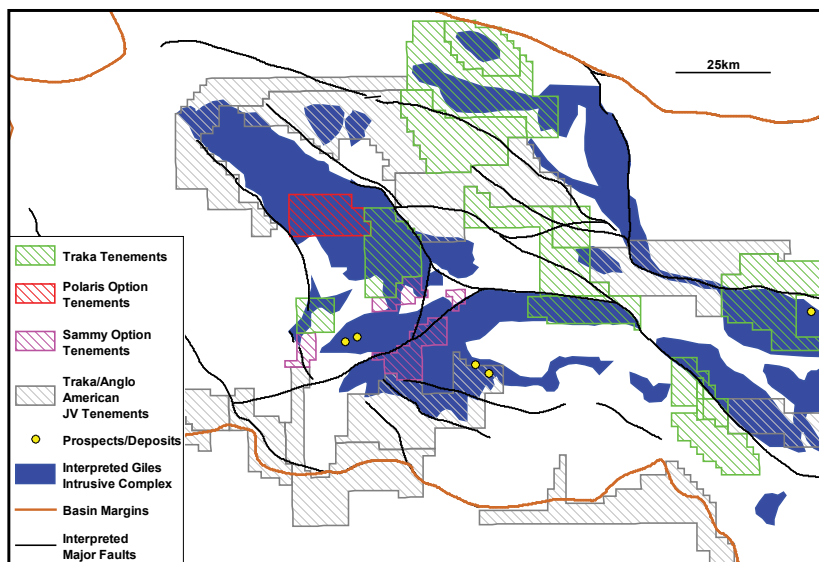 25km
Traka Tenements
Polaris Option
Tenements
Sammy Option
Tenements
Traka/Anglo
American
JV Tenements
Prospects/Deposits
Interpreted Giles
Intrusive Complex
Basin Margins
Interpreted
Major Faults